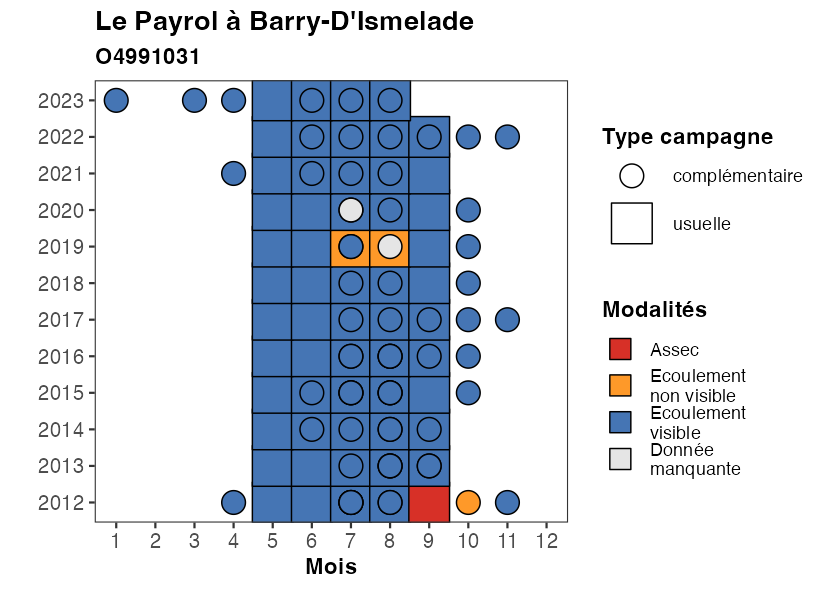 Le Payrol à Barry-D'Ismelade
O4991031
2023
2022
2021
2020
2019
2018
2017
2016
2015
2014
2013
2012
1 2 3 4 5 6 7 8 9 10 11 12
Mois
Type campagne
complémentaire
usuelle
Modalités
Assec
Ecoulement
non visible
Ecoulement
visible
Donnée
manquante